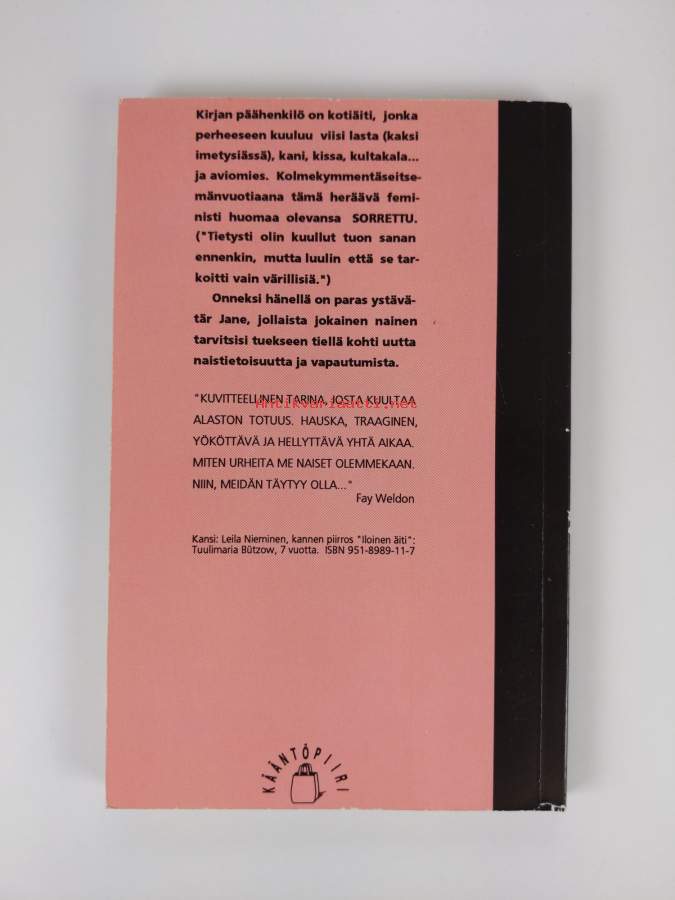 Kirjan päähenkilö on kotiäiti, jonka
perheeseen kuuluu viisi lasta (kaksi
imetysiässä), kani, kissa, kultakala...
ja aviomies. Kolmekymmentäseitse-
mänvuotiaana tämä heräävä femi-
nisti huomaa olevansa SORRETTU.
("Tietysti olin kuullut tuon sanan
ennenkin, mutta luulin että se tar-
koitti vain värillisiä.")
Onneksi hänellä on paras ystävä-
tär Jane, jollaista jokainen nainen
tarvitsisi tuekseen tiellä kohti uutta
naistietoisuutta ja vapautumista.
"KUVITTEELLINEN TARINA, JOSTA KUULTAA
Antikvariaatti.net
ALASTON TOTUUS. HAUSKA, TRAAGINEN,
YÖKÖTTÄVÄ JA HELLYTTÄVÄ YHTÄ AIKAA.
MITEN URHEITA ME NAISET OLEMMEKAAN.
NIIN, MEIDÄN TÄYTYY OLLA..."
Fay Weldon
Kansi: Leila Nieminen, kannen piirros "Iloinen äiti":
Tuulimaria Bützow, 7 vuotta. ISBN 951-8989-11-7
KÄÄNTÖPIIRI